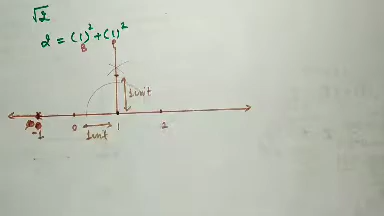 √2
2 = (1)² + (1)²
B P
1 unit
-1 0 1 2
1 unit